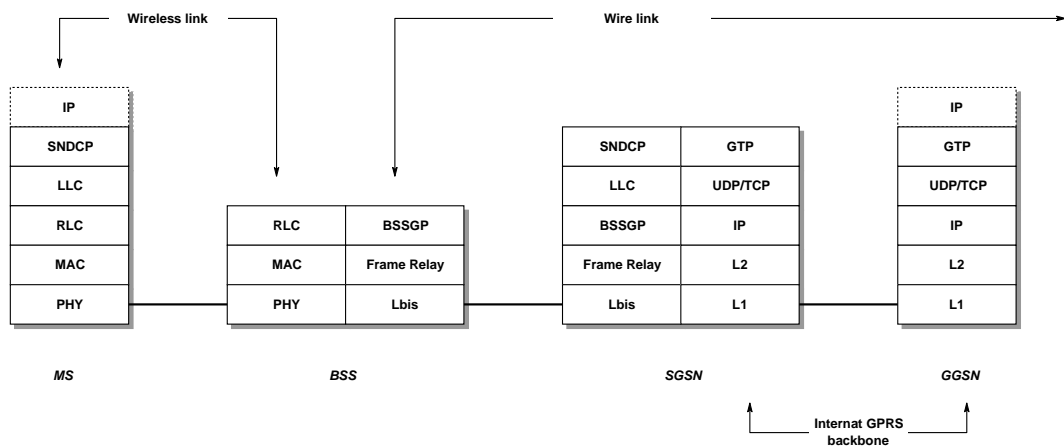 Wireless link
Wire link
IP
SNDCP
LLC
RLC
MAC
PHY
RLC
BSSGP
MAC
Frame Relay
PHY
Lbis
SNDCP
GTP
LLC
UDP/TCP
BSSGP
IP
Frame Relay
L2
Lbis
L1
IP
GTP
UDP/TCP
IP
L2
L1
MS
BSS
SGSN
GGSN
Internat GPRS
backbone